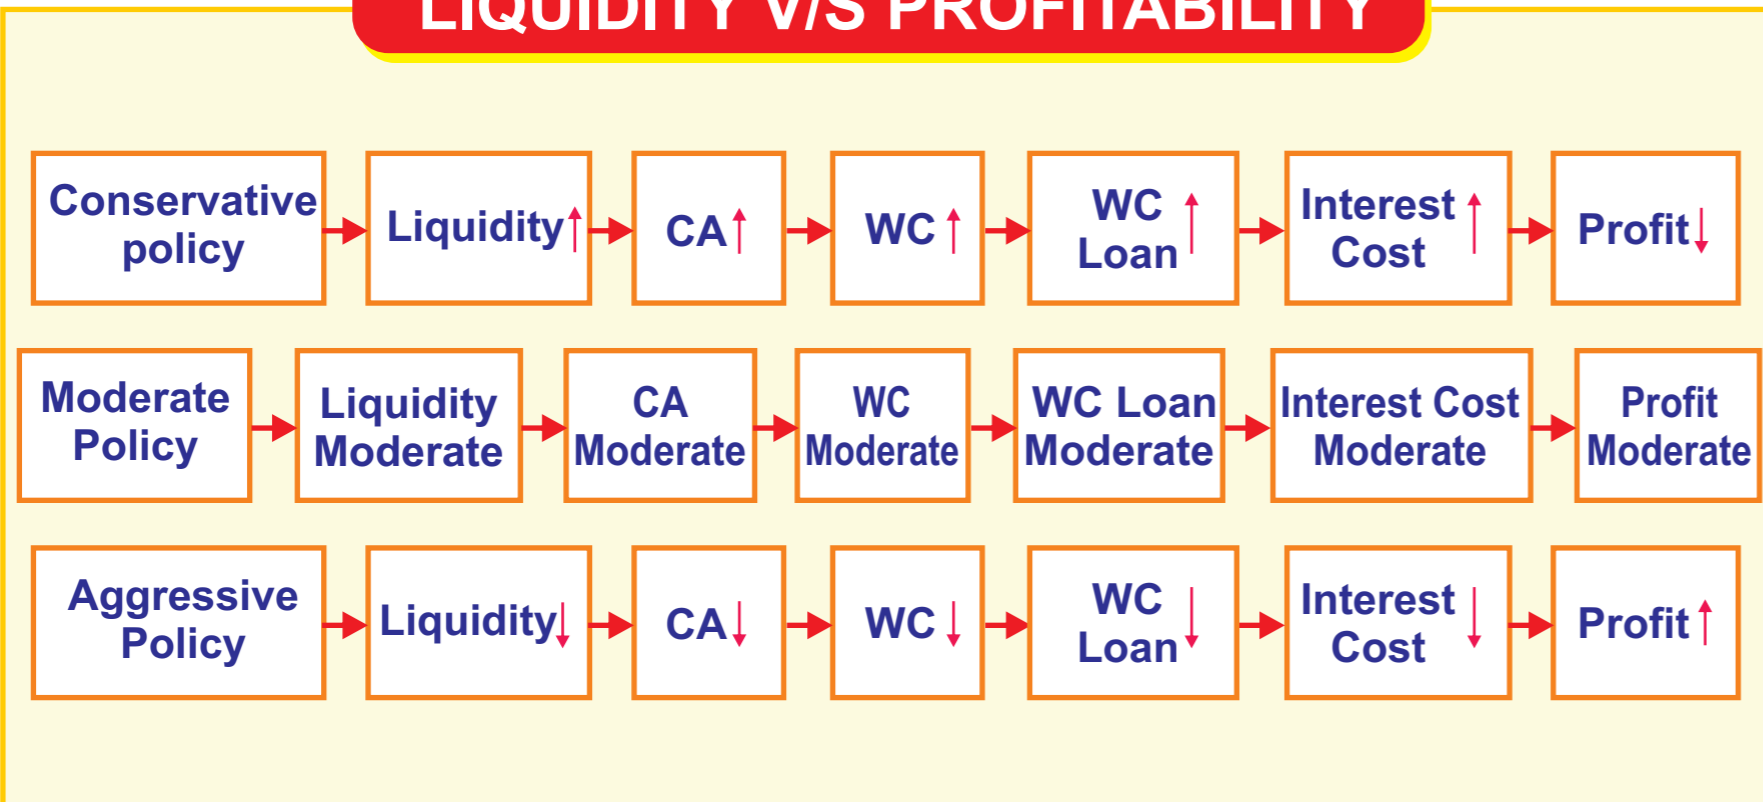 LIQUIDITY V/S PROFITABILITY
Conservative
policy
Liquidity↑
CA↑
WC↑
WC
Loan↑
Interest
Cost↑
Profit↓
Moderate
Policy
Liquidity
Moderate
CA
Moderate
WC
Moderate
WC Loan
Moderate
Interest Cost
Moderate
Profit
Moderate
Aggressive
Policy
Liquidity↓
CA↓
WC↓
WC
Loan↓
Interest
Cost↓
Profit↑